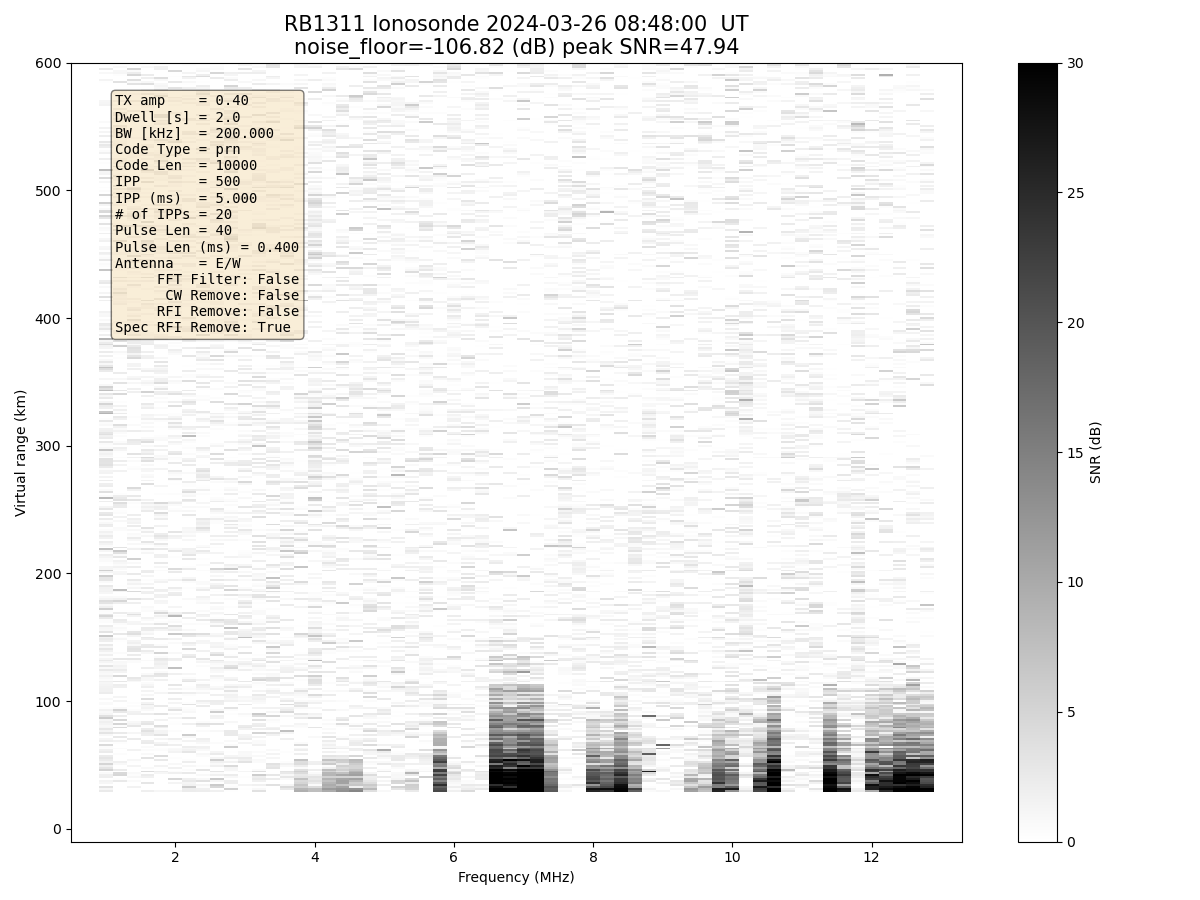 RB1311 Ionosonde 2024-03-26 08:48:00  UT
noise_floor=-106.82 (dB) peak SNR=47.94
TX amp    = 0.40
Dwell [s] = 2.0
BW [kHz]  = 200.000
Code Type = prn
Code Len  = 10000
IPP       = 500
IPP (ms)  = 5.000
# of IPPs = 20
Pulse Len = 40
Pulse Len (ms) = 0.400
Antenna   = E/W
FFT Filter: False
CW Remove: False
RFI Remove: False
Spec RFI Remove: True
600
500
400
300
200
100
0
Virtual range (km)
2 4 6 8 10 12
Frequency (MHz)
30
25
20
15
10
5
0
SNR (dB)